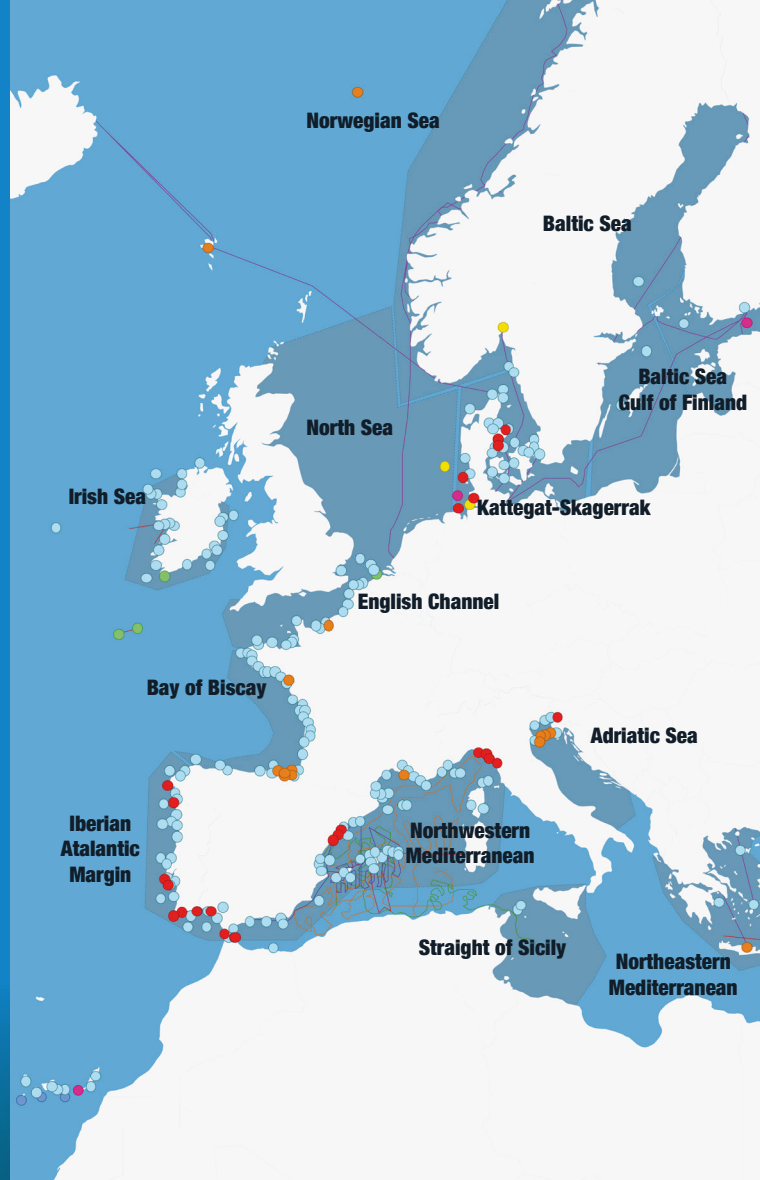 Norwegian Sea
Baltic Sea
Baltic Sea
Gulf of Finland
North Sea
Irish Sea
Kattegat-Skagerrak
English Channel
Bay of Biscay
Adriatic Sea
Iberian
Atalantic
Margin
Northwestern
Mediterranean
Straight of Sicily
Northeastern
Mediterranean